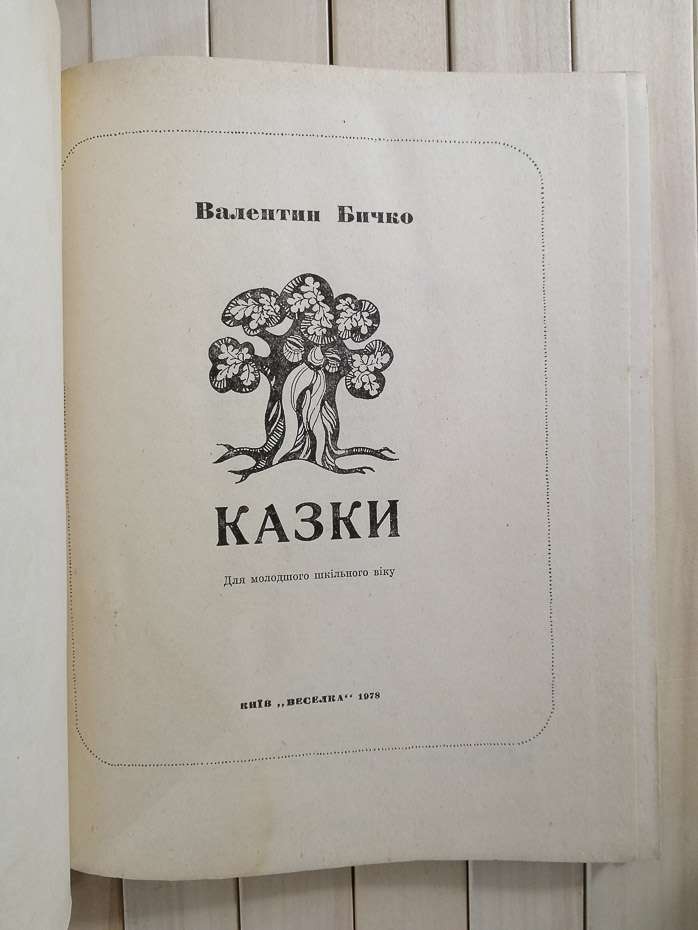 Валентин Бичко
КАЗКИ
Для молодшого шкільного віку
КИЇВ „ВЕСЕЛКА“ 1978